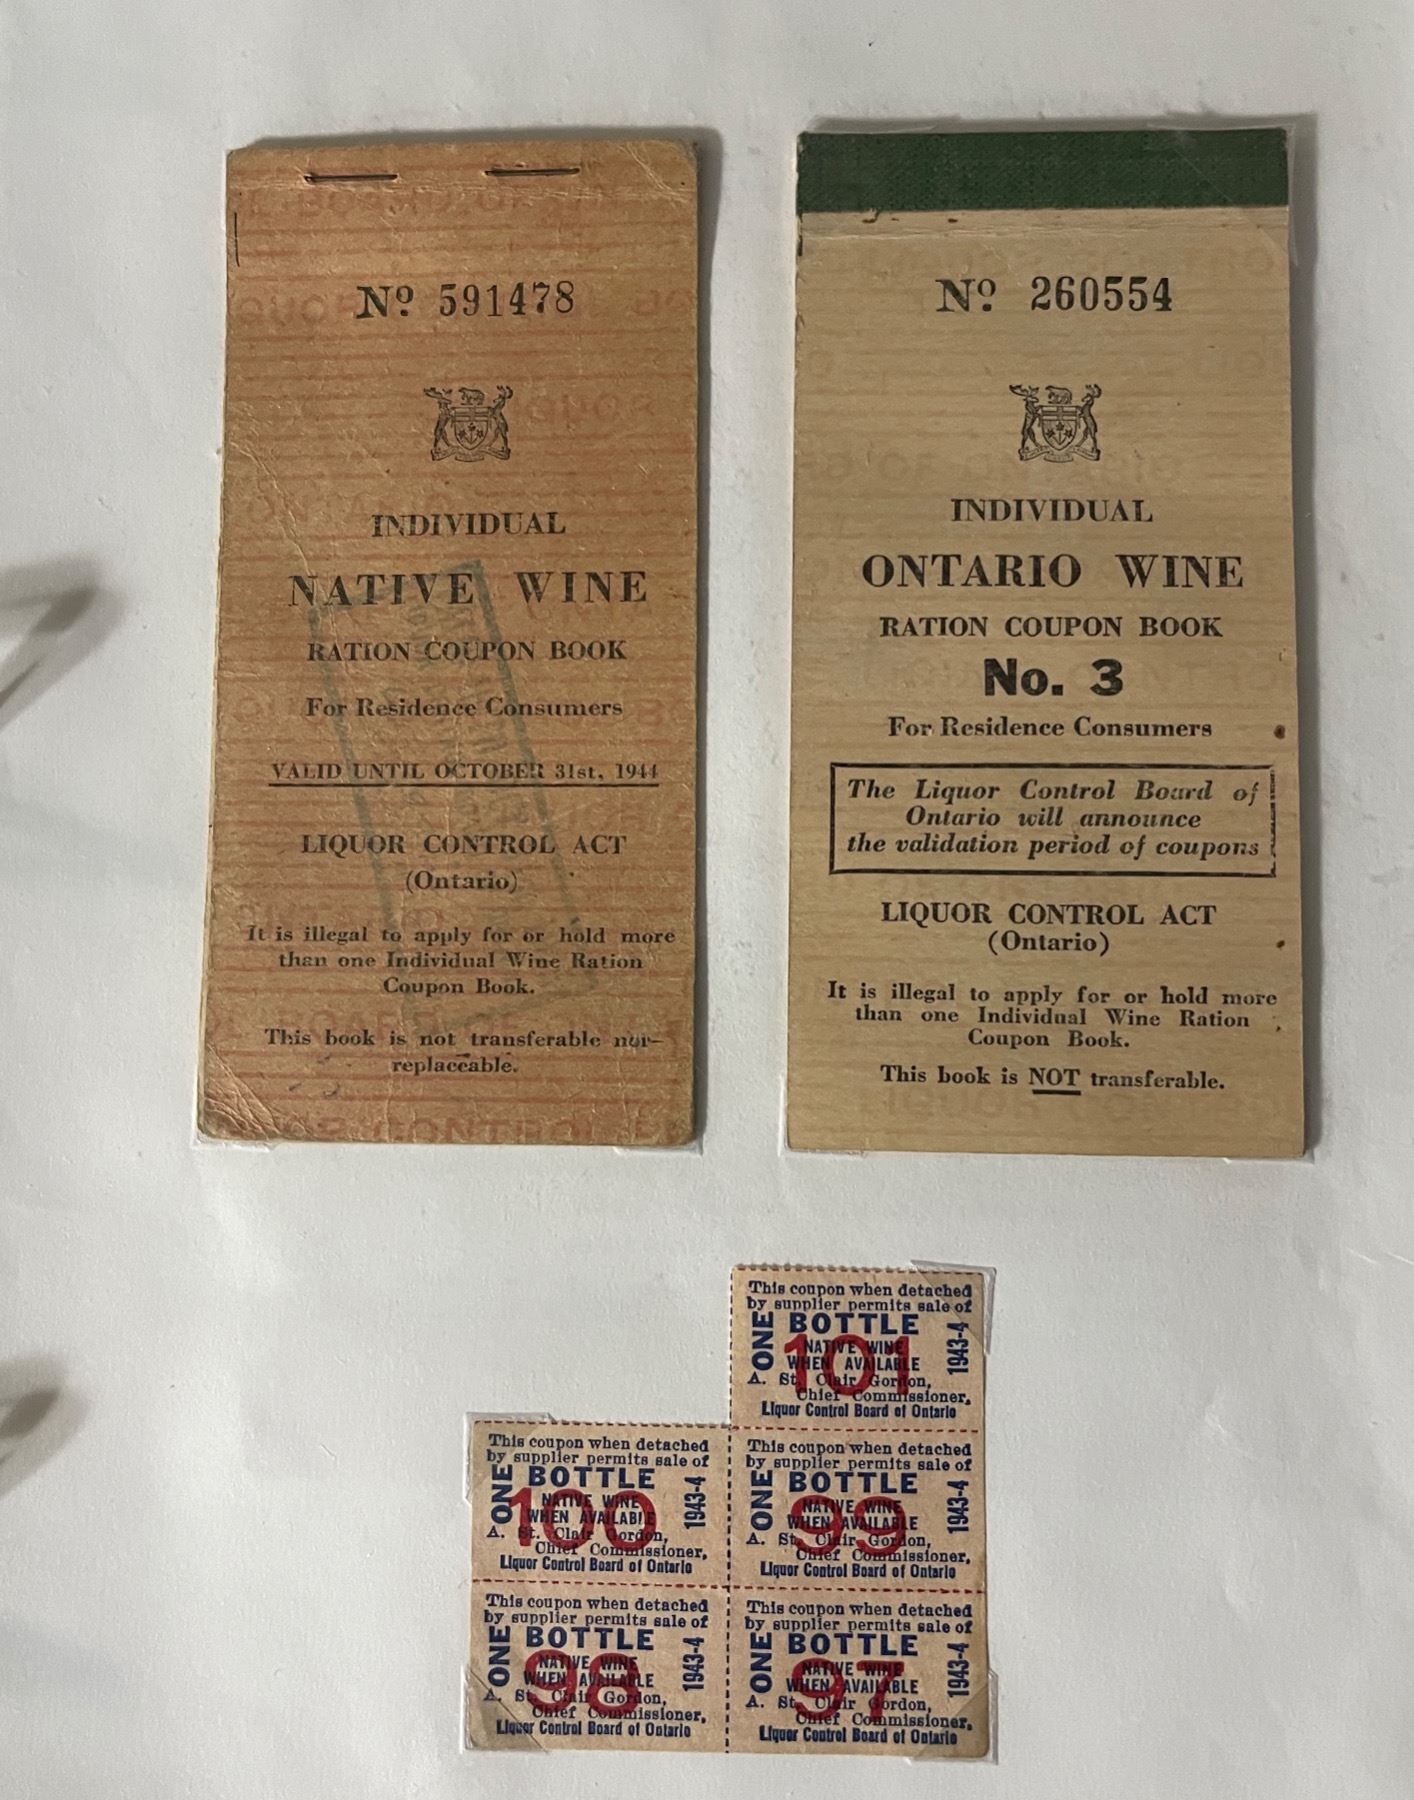 Nº 591478
INDIVIDUAL
NATIVE WINE
RATION COUPON BOOK
For Residence Consumers
VALID UNTIL OCTOBER 31st, 1944
LIQUOR CONTROL ACT
(Ontario)
It is illegal to apply for or hold more
than one Individual Wine Ration
Coupon Book.
This book is not transferable nor
replaceable.
Nº 260554
INDIVIDUAL
ONTARIO WINE
RATION COUPON BOOK
No. 3
For Residence Consumers
The Liquor Control Board of
Ontario will announce
the validation period of coupons
LIQUOR CONTROL ACT
(Ontario)
It is illegal to apply for or hold more
than one Individual Wine Ration
Coupon Book.
This book is NOT transferable.
This coupon when detached
by supplier permits sale of
ONE BOTTLE
NATIVE WINE
WHEN AVAILABLE
A. St. Clair Gordon,
Chief Commissioner,
Liquor Control Board of Ontario
1943-4
101
This coupon when detached
by supplier permits sale of
ONE BOTTLE
NATIVE WINE
WHEN AVAILABLE
A. St. Clair Gordon,
Chief Commissioner,
Liquor Control Board of Ontario
1943-4
100
This coupon when detached
by supplier permits sale of
ONE BOTTLE
NATIVE WINE
WHEN AVAILABLE
A. St. Clair Gordon,
Chief Commissioner,
Liquor Control Board of Ontario
1943-4
99
This coupon when detached
by supplier permits sale of
ONE BOTTLE
NATIVE WINE
WHEN AVAILABLE
A. St. Clair Gordon,
Chief Commissioner,
Liquor Control Board of Ontario
1943-4
98
This coupon when detached
by supplier permits sale of
ONE BOTTLE
NATIVE WINE
WHEN AVAILABLE
A. St. Clair Gordon,
Chief Commissioner,
Liquor Control Board of Ontario
1943-4
97